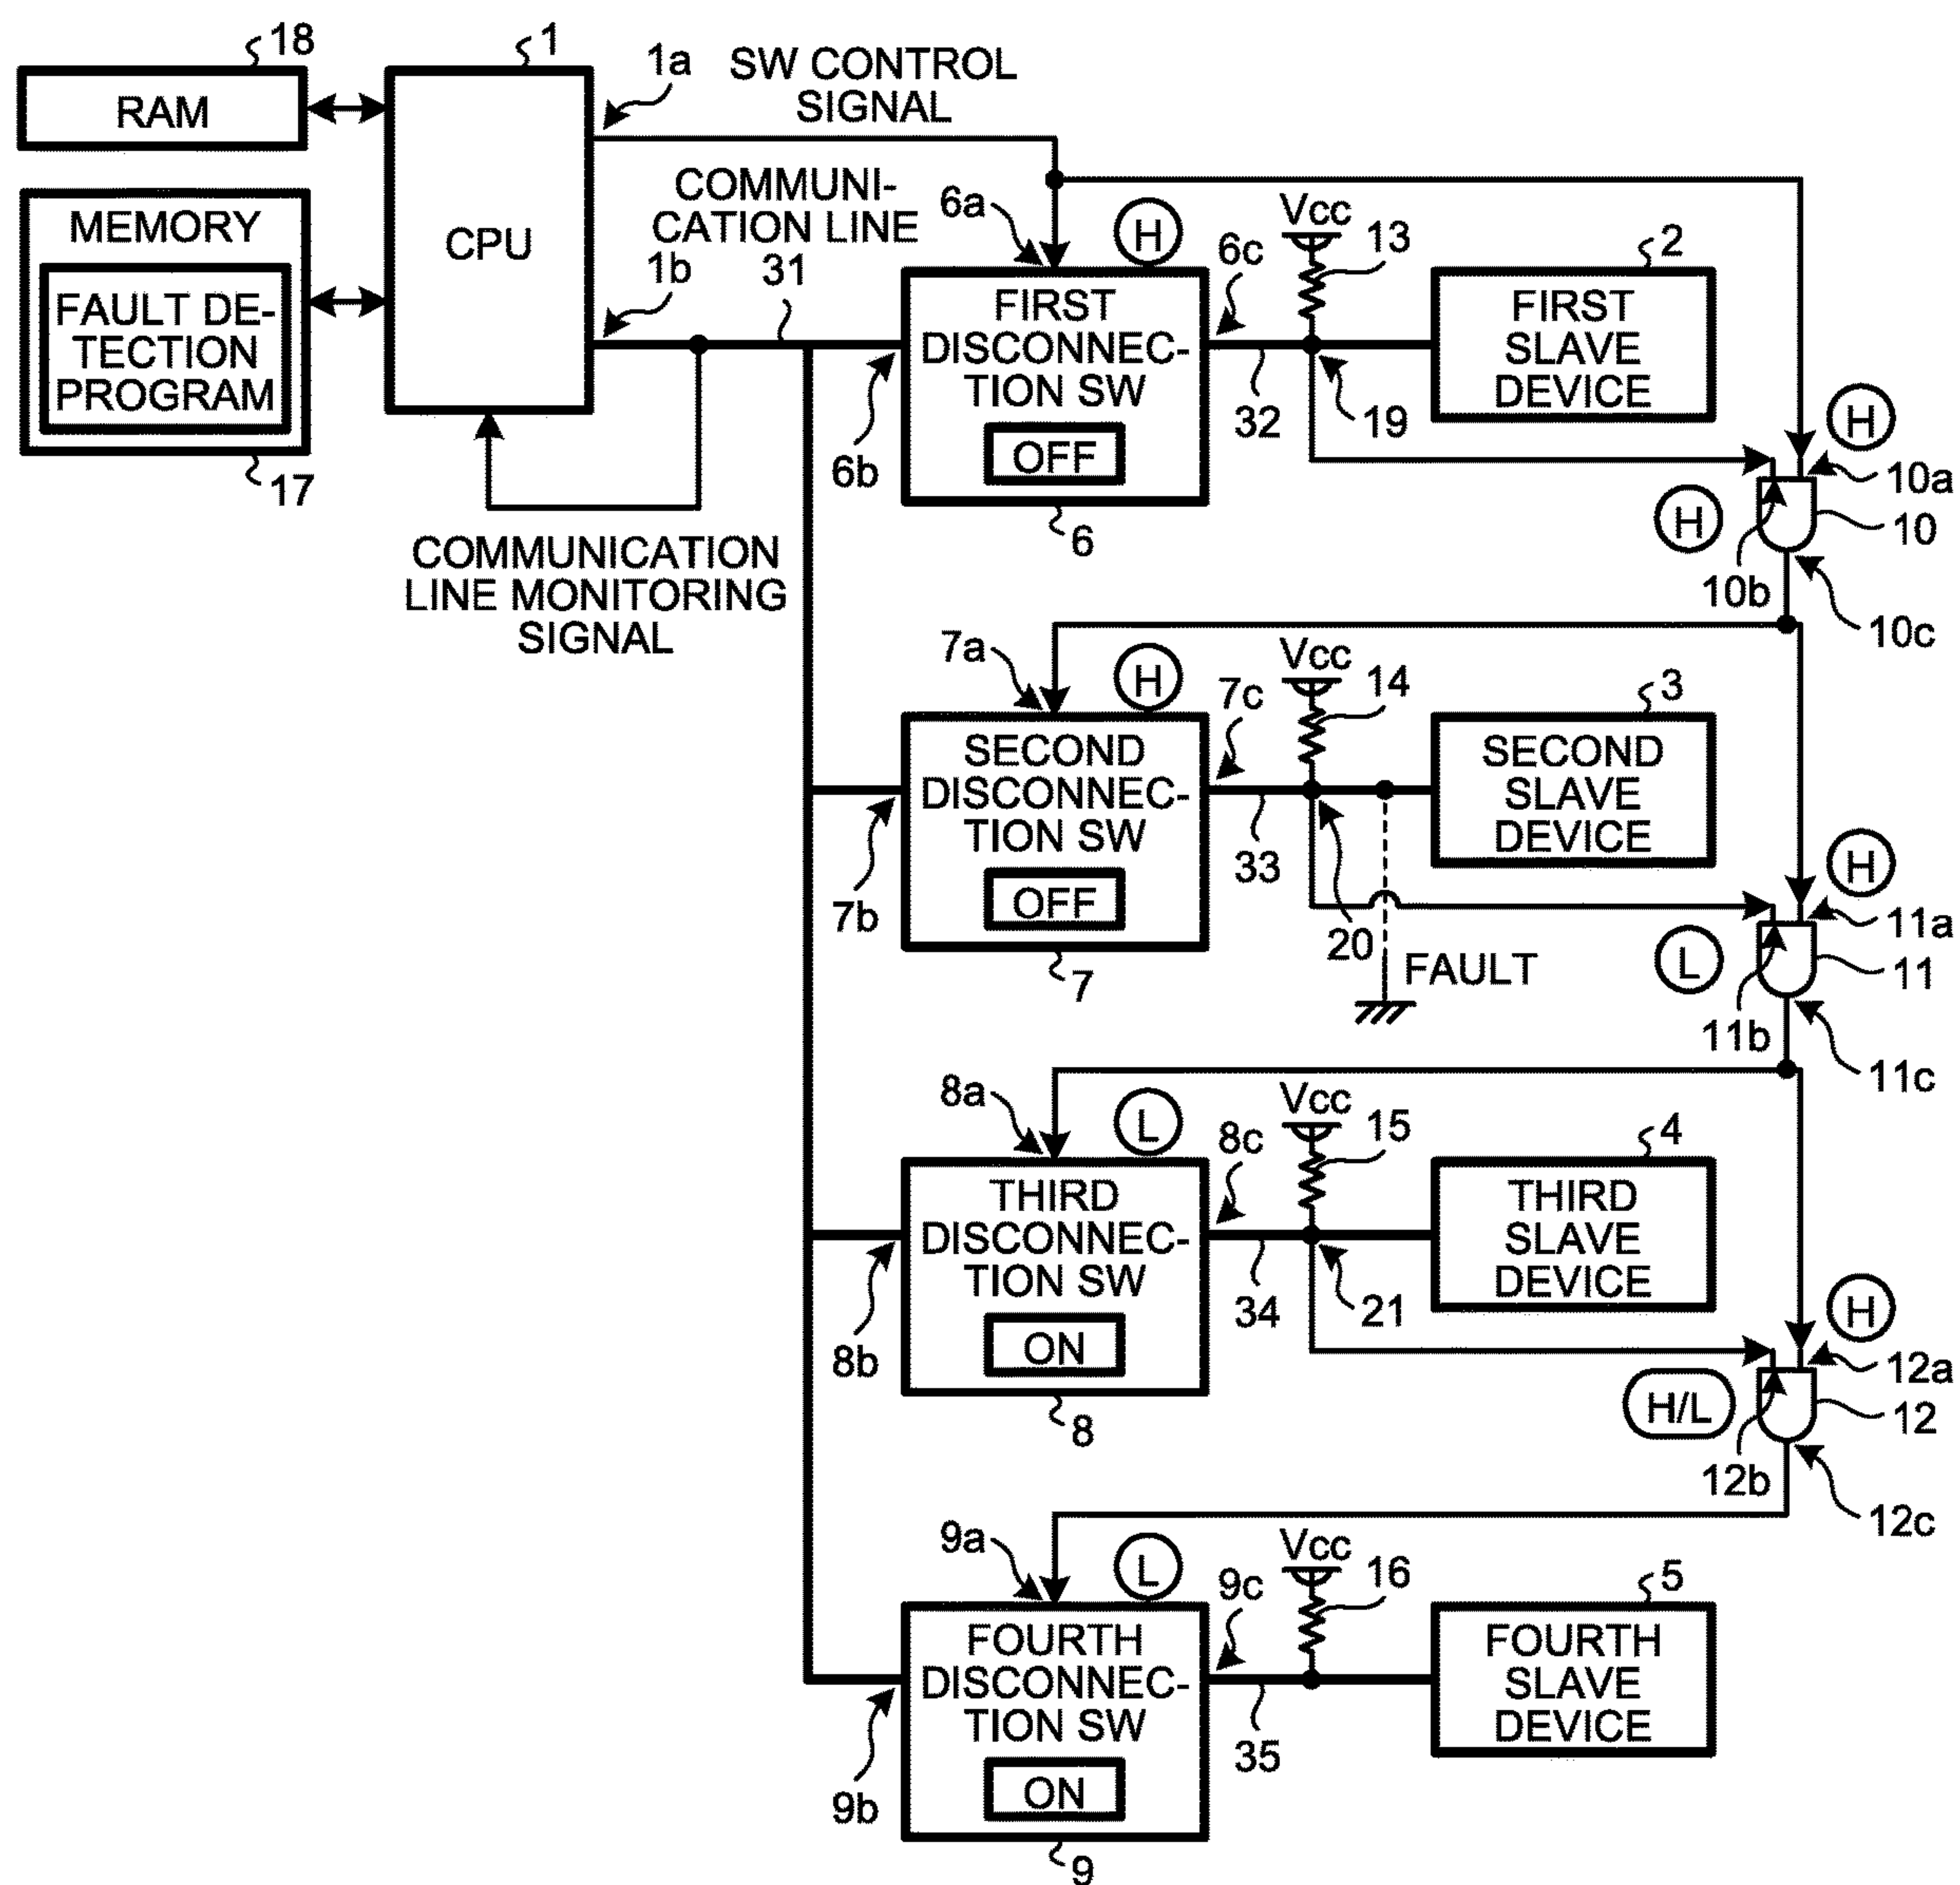 18
1
1a
SW CONTROL
SIGNAL
RAM
COMMUNI-
CATION LINE
6a
H
Vcc
13
6c
2
MEMORY
CPU
1b
31
FAULT DE-
TECTION
PROGRAM
FIRST
DISCONNEC-
TION SW
OFF
FIRST
SLAVE
DEVICE
32
19
H
6b
17
10a
H
10
6
10b
10c
COMMUNICATION
LINE MONITORING
SIGNAL
7a
H
Vcc
14
7c
3
SECOND
DISCONNEC-
TION SW
OFF
SECOND
SLAVE
DEVICE
33
H
7b
20
11a
FAULT
L
11
7
11b
11c
8a
L
Vcc
15
8c
4
THIRD
DISCONNEC-
TION SW
ON
THIRD
SLAVE
DEVICE
34
21
H
8b
12a
H/L
12
8
12b
12c
9a
L
Vcc
16
9c
5
FOURTH
DISCONNEC-
TION SW
ON
FOURTH
SLAVE
DEVICE
35
9b
9